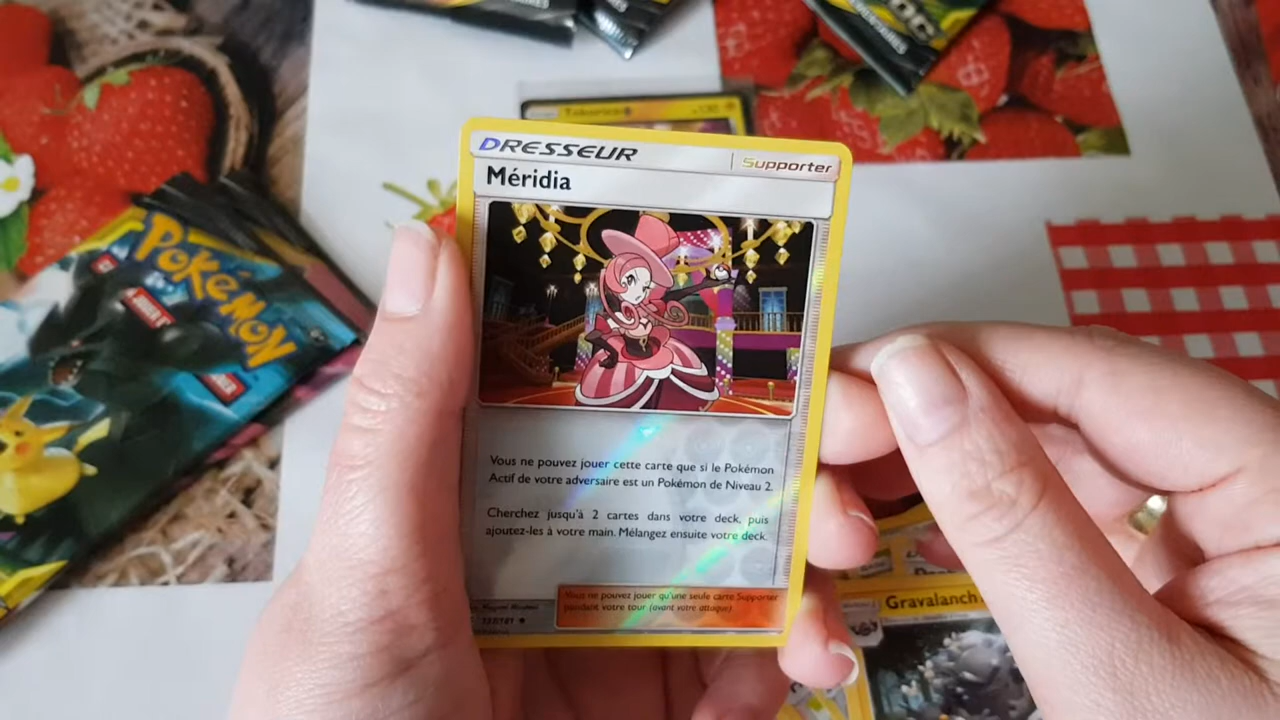 Tokorico
DRESSEUR
Supporter
Méridia
Vous ne pouvez jouer cette carte que si le Pokémon
Actif de votre adversaire est un Pokémon de Niveau 2.
Cherchez jusqu'à 2 cartes dans votre deck, puis
ajoutez-les à votre main. Mélangez ensuite votre deck.
Vous ne pouvez jouer qu'une seule carte Supporter
pendant votre tour (avant votre attaque)
POKÉMON
Gravalanch